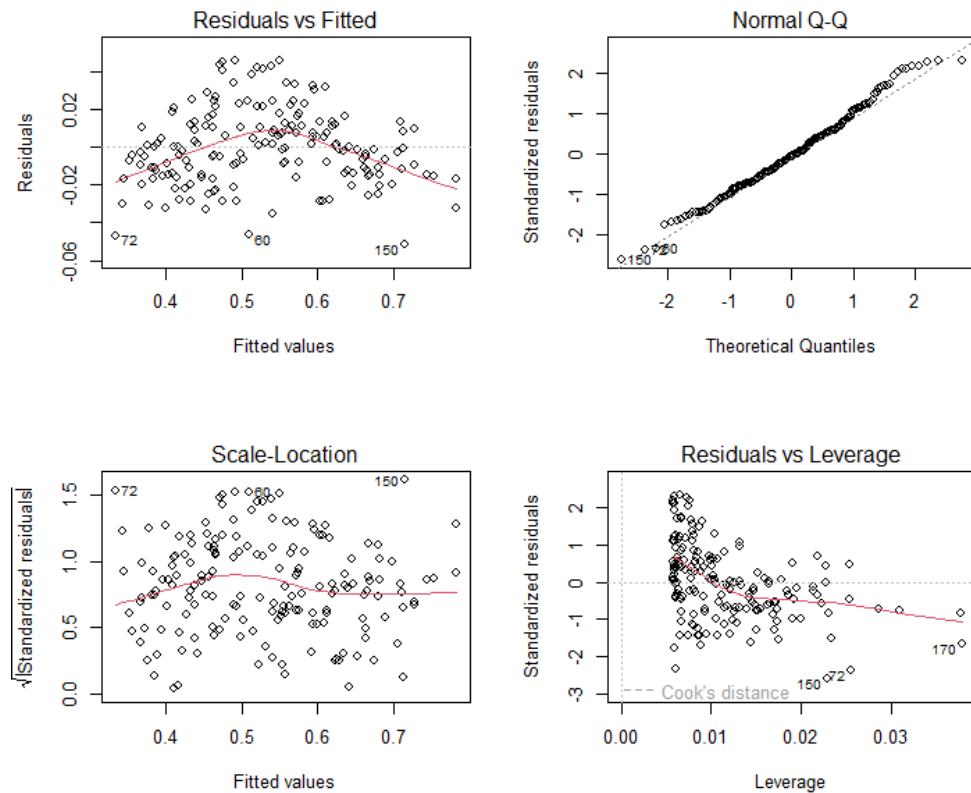 Residuals vs Fitted
Residuals
0.02
-0.02
-0.06
72
60
150
0.4 0.5 0.6 0.7
Fitted values
Normal Q-Q
Standardized residuals
2
1
0
-1
-2
150
72
60
-2 -1 0 1 2
Theoretical Quantiles
Scale-Location
√|Standardized residuals|
1.5
1.0
0.5
0.0
72
60
150
0.4 0.5 0.6 0.7
Fitted values
Residuals vs Leverage
Standardized residuals
2
1
0
-1
-2
-3
170
150
72
Cook's distance
0.00 0.01 0.02 0.03
Leverage